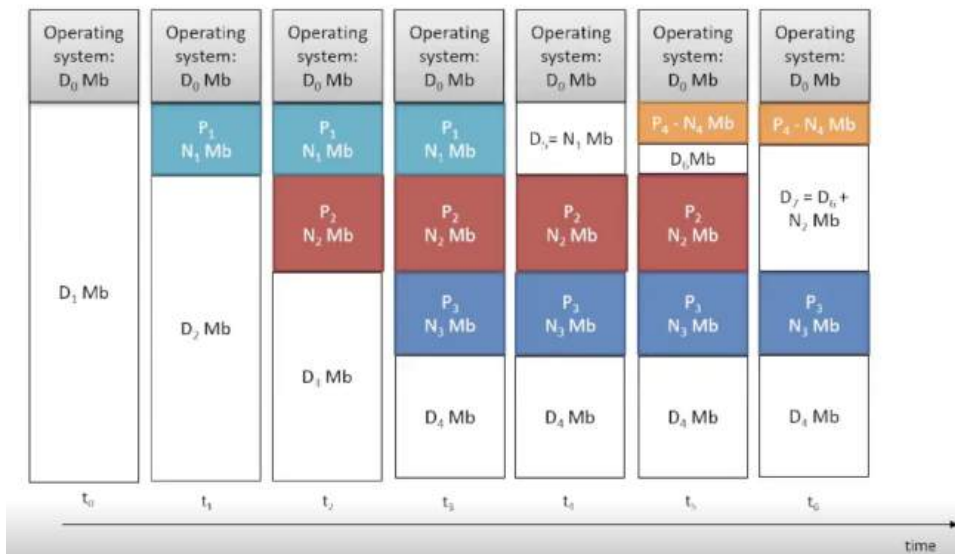 Operating
system:
D₀ Mb
D₁ Mb
t₀
Operating
system:
D₀ Mb
P₁
N₁ Mb
D₂ Mb
t₁
Operating
system:
D₀ Mb
P₁
N₁ Mb
P₂
N₂ Mb
Mb
t₂
Operating
system:
D₀ Mb
P₁
N₁ Mb
P₂
N₂ Mb
P₃
N₃ Mb
D₄ Mb
t₃
Operating
system:
D₀ Mb
D₅= N₁ Mb
P₂
N₂ Mb
P₃
N₃ Mb
D₄ Mb
t₄
Operating
system:
D₀ Mb
P₄ - N₄ Mb
D₆ Mb
P₂
N₂ Mb
P₃
N₃ Mb
D₄ Mb
t₅
Operating
system:
D₀ Mb
P₄ - N₄ Mb
D₇ = D₆ +
N₂ Mb
P₃
N₃ Mb
D₄ Mb
t₆
time